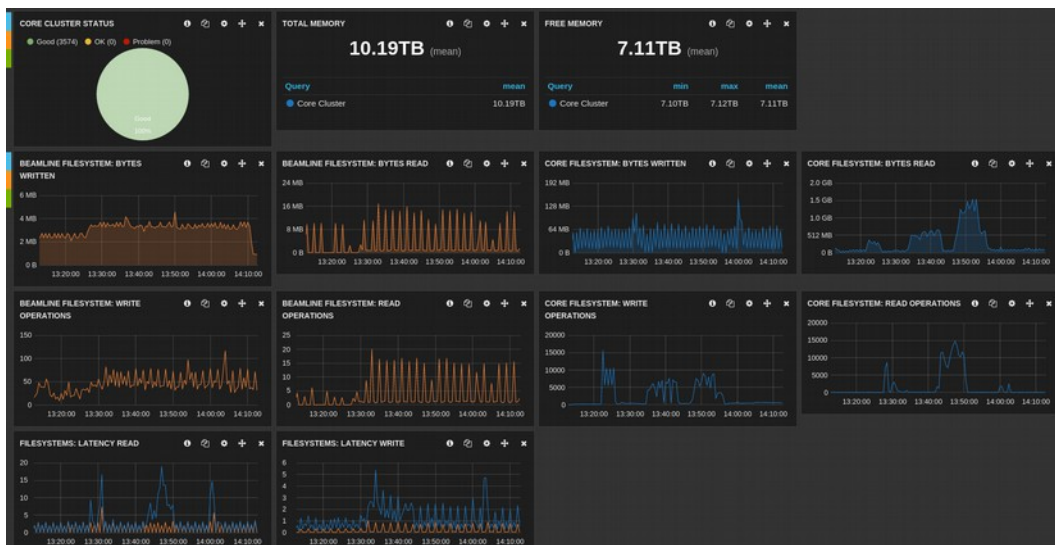 CORE CLUSTER STATUS
Good (3574) OK (0) Problem (0)
Good
100%
TOTAL MEMORY
10.19TB (mean)
Query mean
Core Cluster 10.19TB
FREE MEMORY
7.11TB (mean)
Query min max mean
Core Cluster 7.10TB 7.12TB 7.11TB
BEAMLINE FILESYSTEM: BYTES
WRITTEN
6 MB
4 MB
2 MB
0 B
13:20:00 13:30:00 13:40:00 13:50:00 14:00:00 14:10:00
BEAMLINE FILESYSTEM: BYTES READ
24 MB
16 MB
8 MB
0 B
13:20:00 13:30:00 13:40:00 13:50:00 14:00:00 14:10:00
CORE FILESYSTEM: BYTES WRITTEN
192 MB
128 MB
64 MB
0 B
13:20:00 13:30:00 13:40:00 13:50:00 14:00:00 14:10:00
CORE FILESYSTEM: BYTES READ
2.0 GB
1.5 GB
1.0 GB
512 MB
0 B
13:20:00 13:30:00 13:40:00 13:50:00 14:00:00 14:10:00
BEAMLINE FILESYSTEM: WRITE
OPERATIONS
150
100
50
0
13:20:00 13:30:00 13:40:00 13:50:00 14:00:00 14:10:00
BEAMLINE FILESYSTEM: READ
OPERATIONS
25
20
15
10
5
0
13:20:00 13:30:00 13:40:00 13:50:00 14:00:00 14:10:00
CORE FILESYSTEM: WRITE
OPERATIONS
20000
15000
10000
5000
0
13:20:00 13:30:00 13:40:00 13:50:00 14:00:00 14:10:00
CORE FILESYSTEM: READ OPERATIONS
20000
15000
10000
5000
0
13:20:00 13:30:00 13:40:00 13:50:00 14:00:00 14:10:00
FILESYSTEMS: LATENCY READ
20
15
10
5
0
13:20:00 13:30:00 13:40:00 13:50:00 14:00:00 14:10:00
FILESYSTEMS: LATENCY WRITE
6
5
4
3
2
1
0
13:20:00 13:30:00 13:40:00 13:50:00 14:00:00 14:10:00